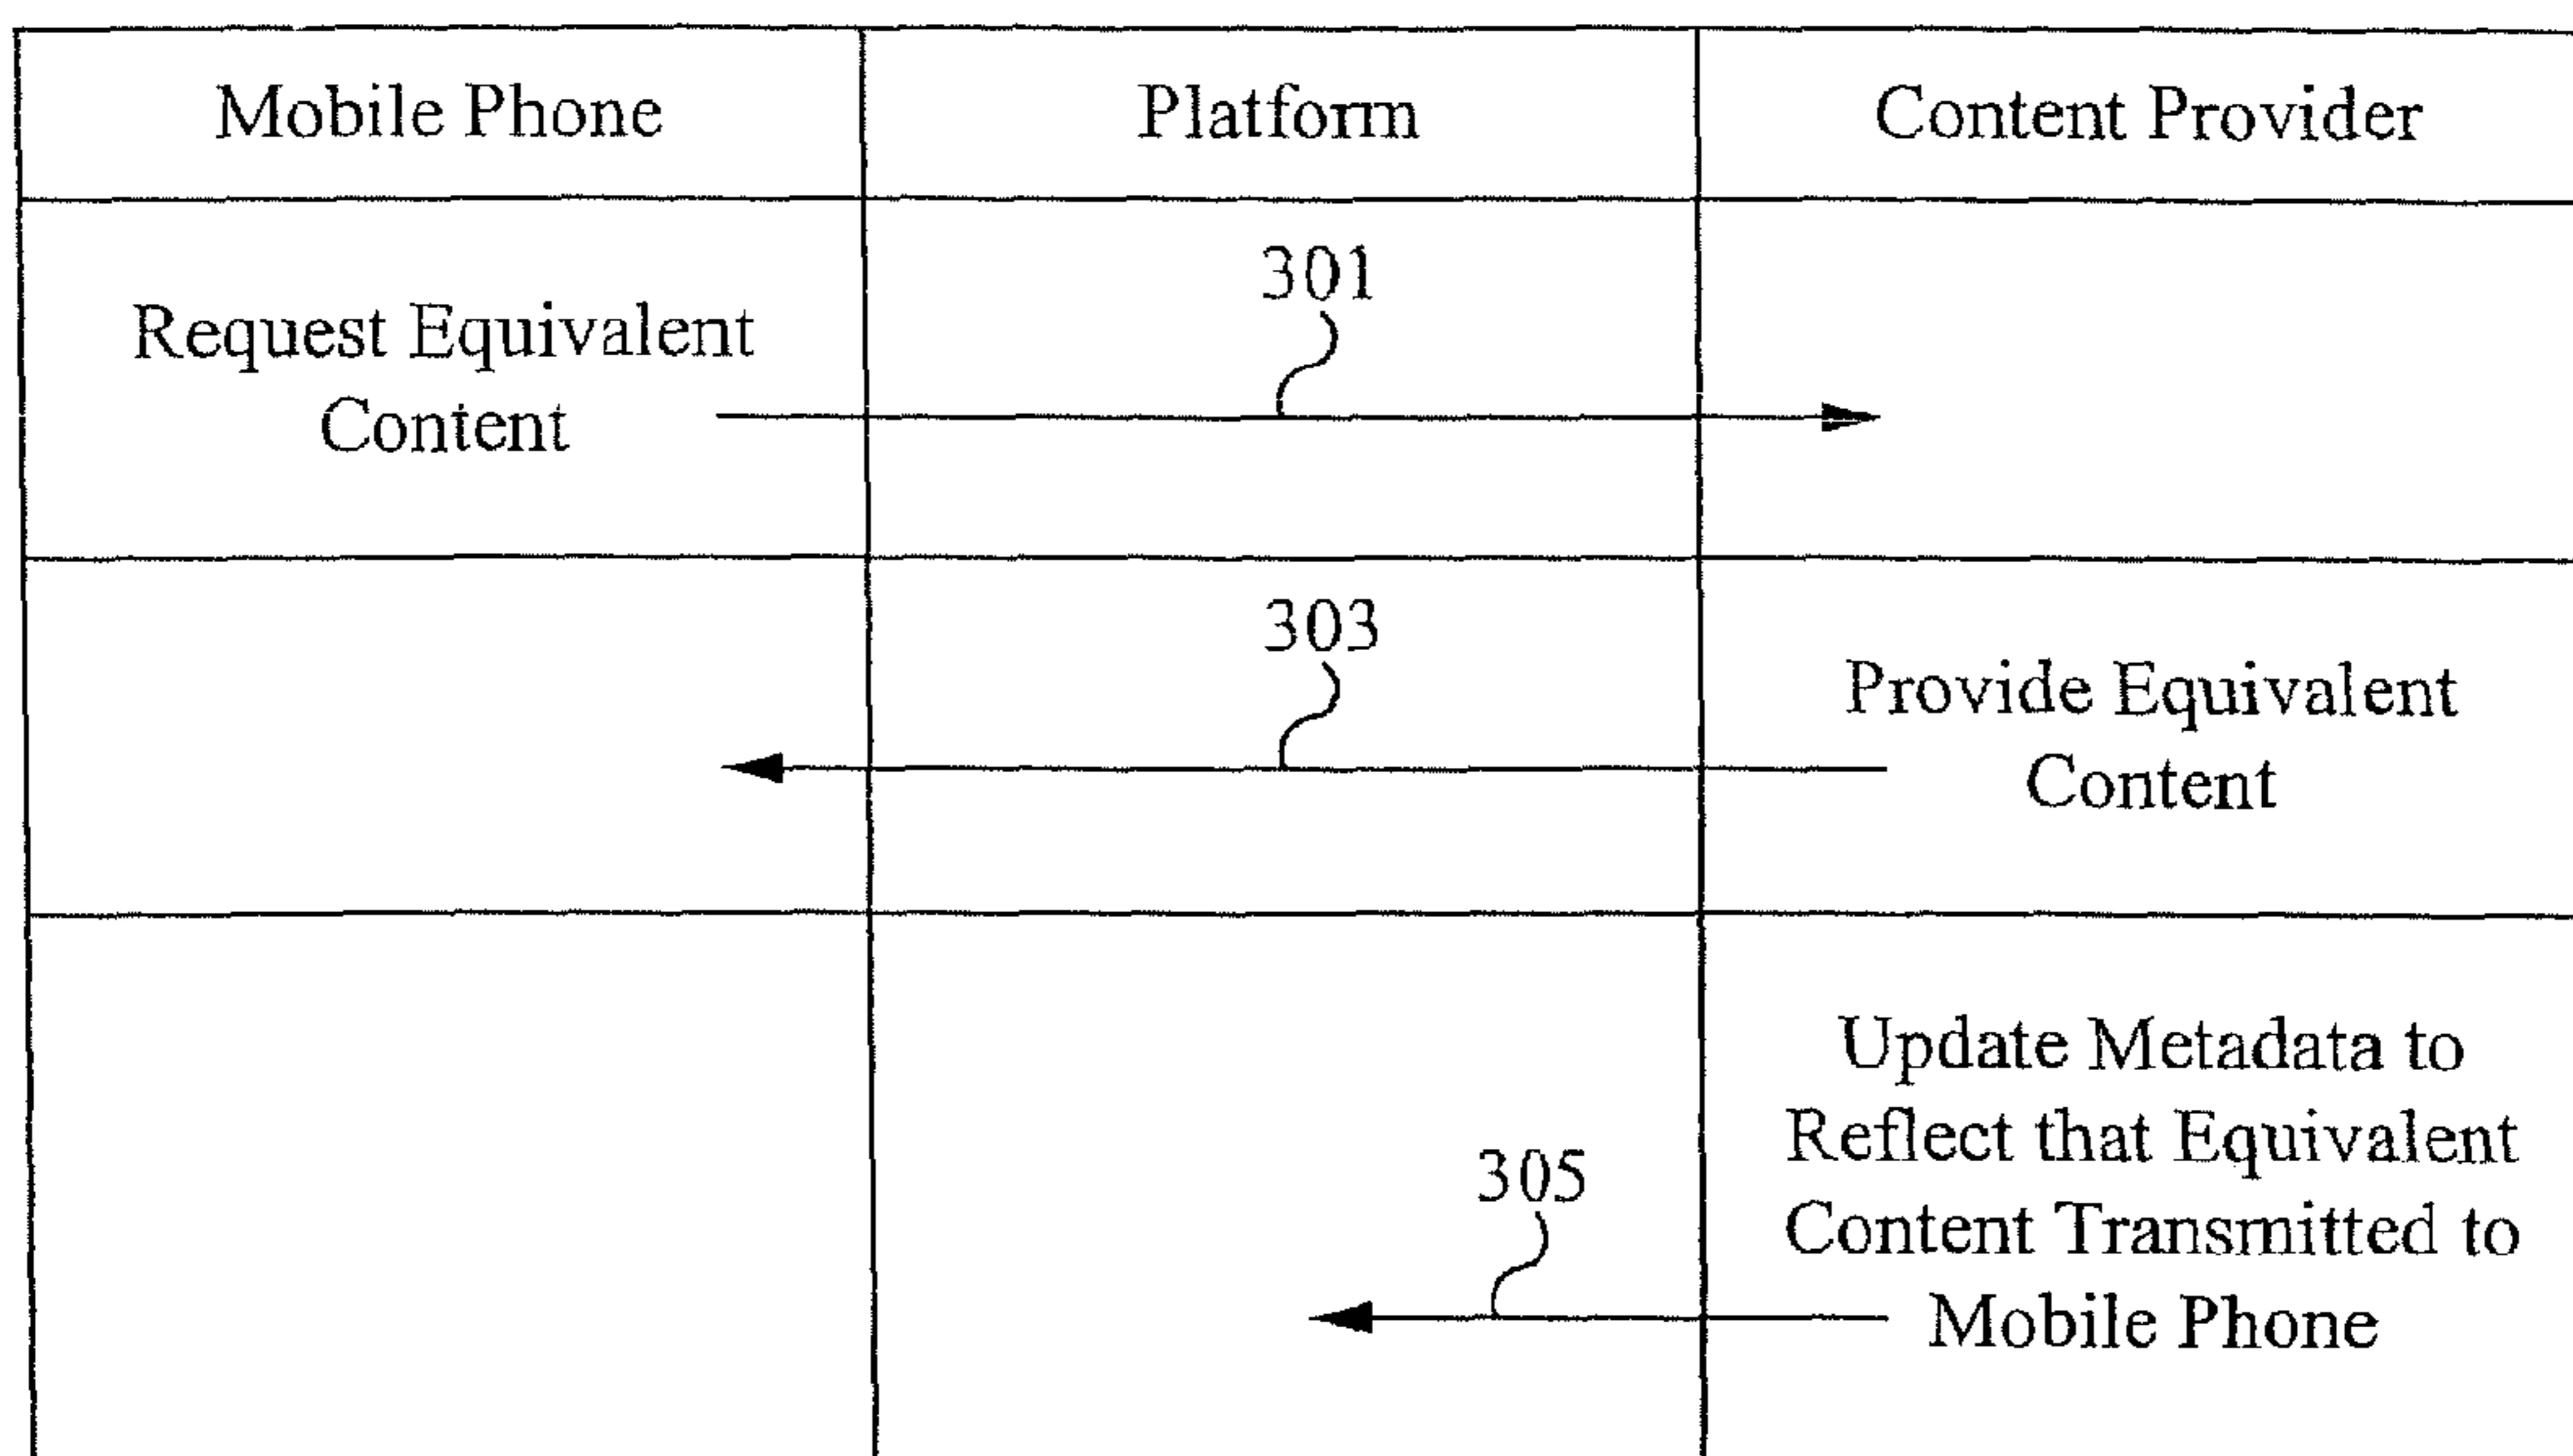 Mobile Phone
Platform
Content Provider
301
Request Equivalent
Content
303
Provide Equivalent
Content
305
Update Metadata to
Reflect that Equivalent
Content Transmitted to
Mobile Phone